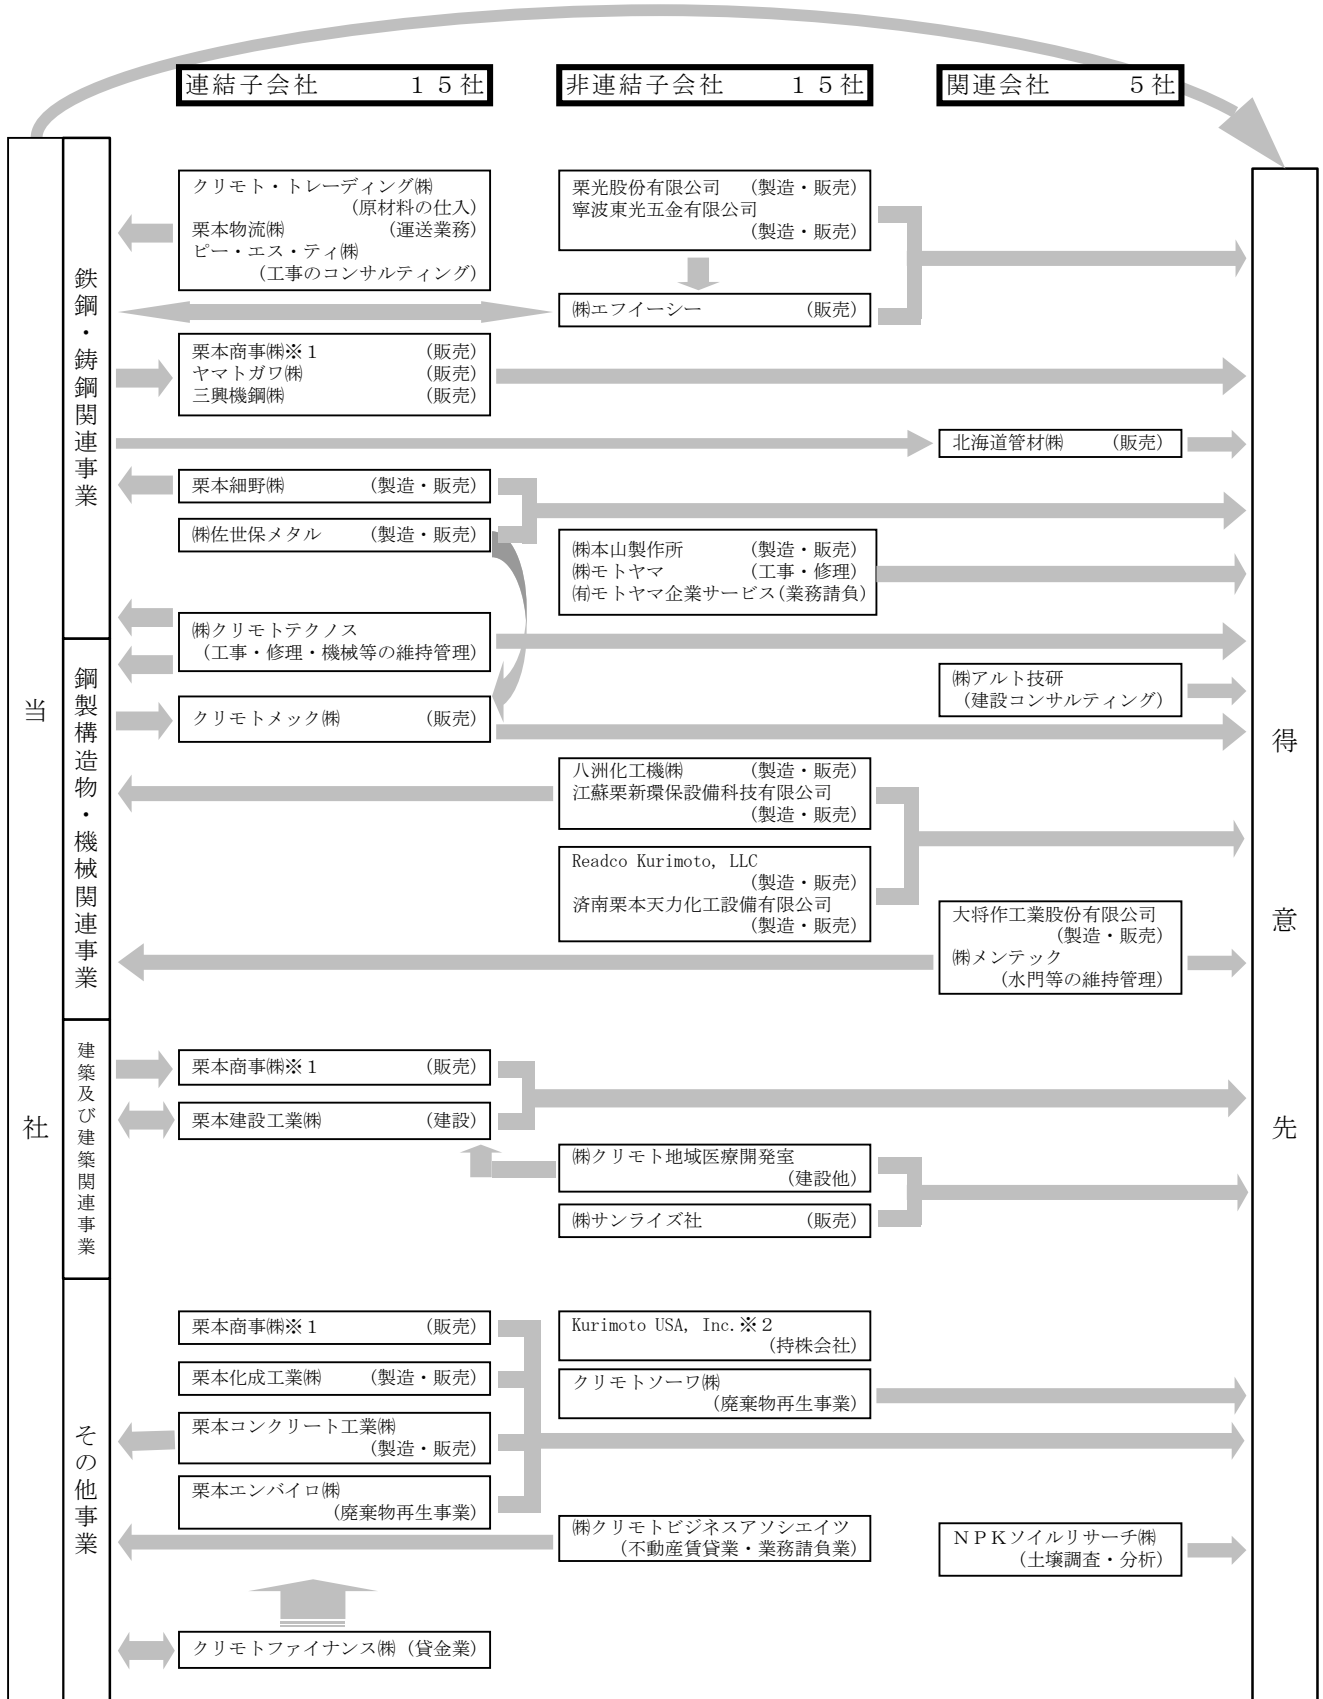 連結子会社　　　１５社
非連結子会社　　　１５社
関連会社　　　５社
当社
鉄鋼・鋳鋼関連事業
クリモト・トレーディング㈱
(原材料の仕入)
栗本物流㈱　(運送業務)
ピー・エス・ティ㈱
(工事のコンサルティング)
栗光股份有限公司　(製造・販売)
寧波東光五金有限公司
(製造・販売)
㈱エフイーシー　(販売)
栗本商事㈱※１　(販売)
ヤマトガワ㈱　(販売)
三興機鋼㈱　(販売)
北海道管材㈱　(販売)
栗本細野㈱　(製造・販売)
㈱佐世保メタル　(製造・販売)
㈱本山製作所　(製造・販売)
㈱モトヤマ　(工事・修理)
㈲モトヤマ企業サービス(業務請負)
㈱クリモトテクノス
(工事・修理・機械等の維持管理)
鋼製構造物・機械関連事業
㈱アルト技研
(建設コンサルティング)
クリモトメック㈱　(販売)
八洲化工機㈱　(製造・販売)
江蘇栗新環保設備科技有限公司
(製造・販売)
Readco Kurimoto, LLC
(製造・販売)
済南栗本天力化工設備有限公司
(製造・販売)
大将作工業股份有限公司
(製造・販売)
㈱メンテック
(水門等の維持管理)
建築及び建築関連事業
栗本商事㈱※１　(販売)
栗本建設工業㈱　(建設)
㈱クリモト地域医療開発室
(建設他)
㈱サンライズ社　(販売)
その他事業
栗本商事㈱※１　(販売)
Kurimoto USA, Inc.※２
(持株会社)
栗本化成工業㈱　(製造・販売)
クリモトソーワ㈱
(廃棄物再生事業)
栗本コンクリート工業㈱
(製造・販売)
栗本エンバイロ㈱
(廃棄物再生事業)
㈱クリモトビジネスアソシエイツ
(不動産賃貸業・業務請負業)
ＮＰＫソイルリサーチ㈱
(土壌調査・分析)
クリモトファイナンス㈱ (貸金業)
得意先